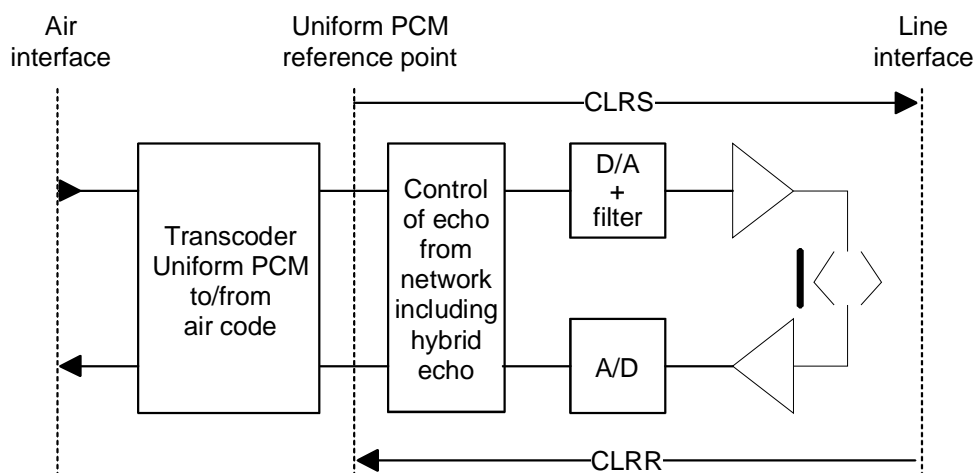 Air
interface
Uniform PCM
reference point
Line
interface
CLRS
Transcoder
Uniform PCM
to/from
air code
Control
of echo
from
network
including
hybrid
echo
D/A
+
filter
A/D
CLRR